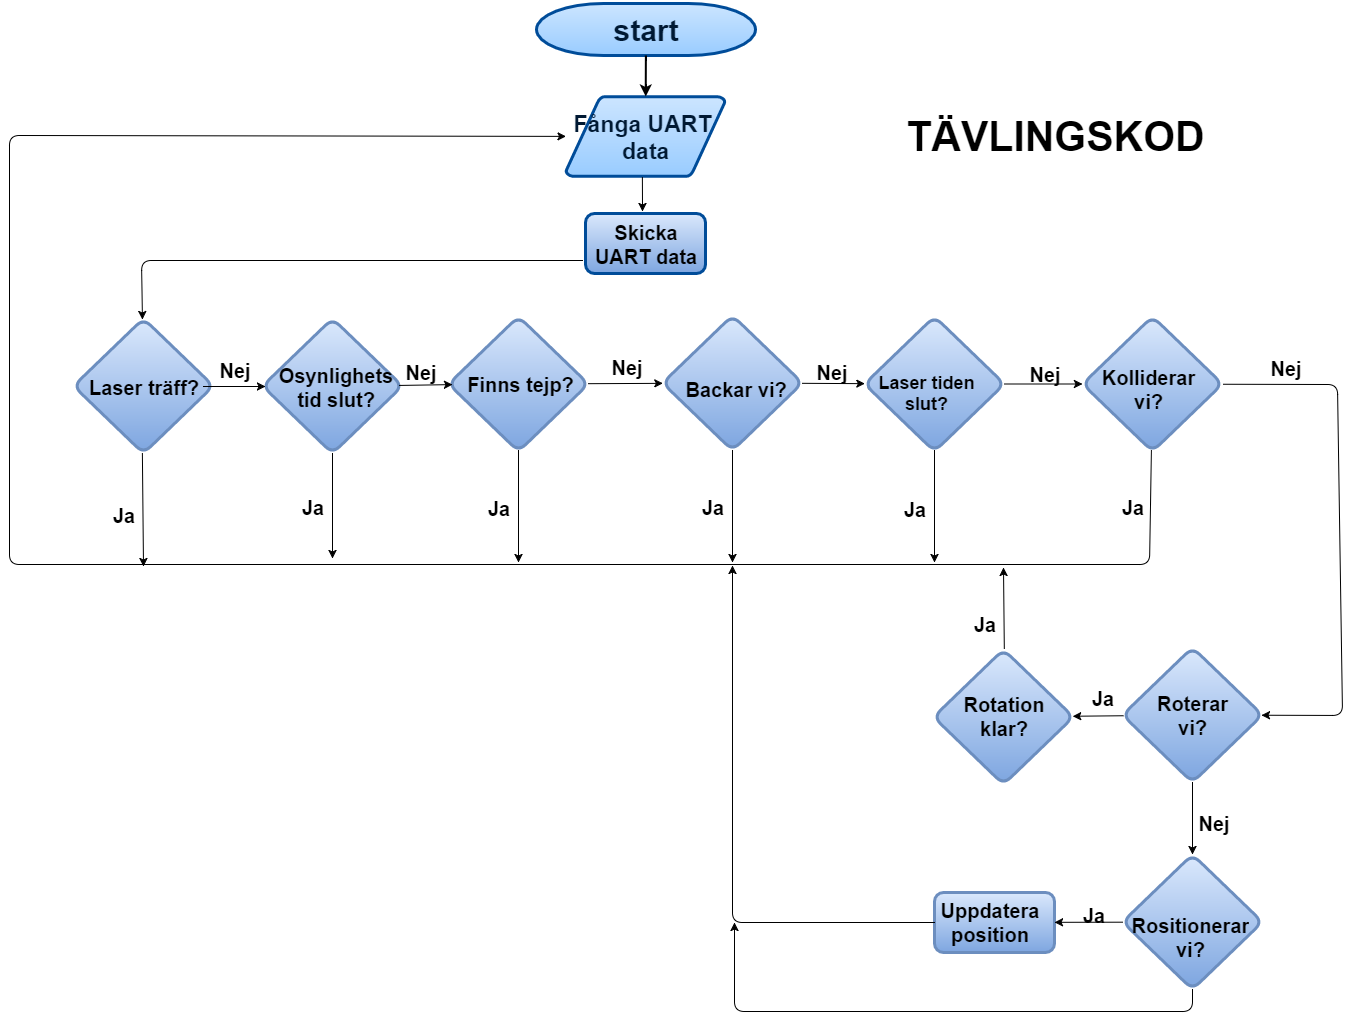 start
TÄVLINGSKOD
Fånga UART
data
Skicka
UART data
Laser träff?
Nej
Osynlighets
tid slut?
Nej
Finns tejp?
Nej
Backar vi?
Nej
Laser tiden
slut?
Nej
Kolliderar
vi?
Nej
Ja
Ja
Ja
Ja
Ja
Ja
Ja
Rotation
klar?
Ja
Roterar
vi?
Nej
Uppdatera
position
Ja
Rositionerar
vi?